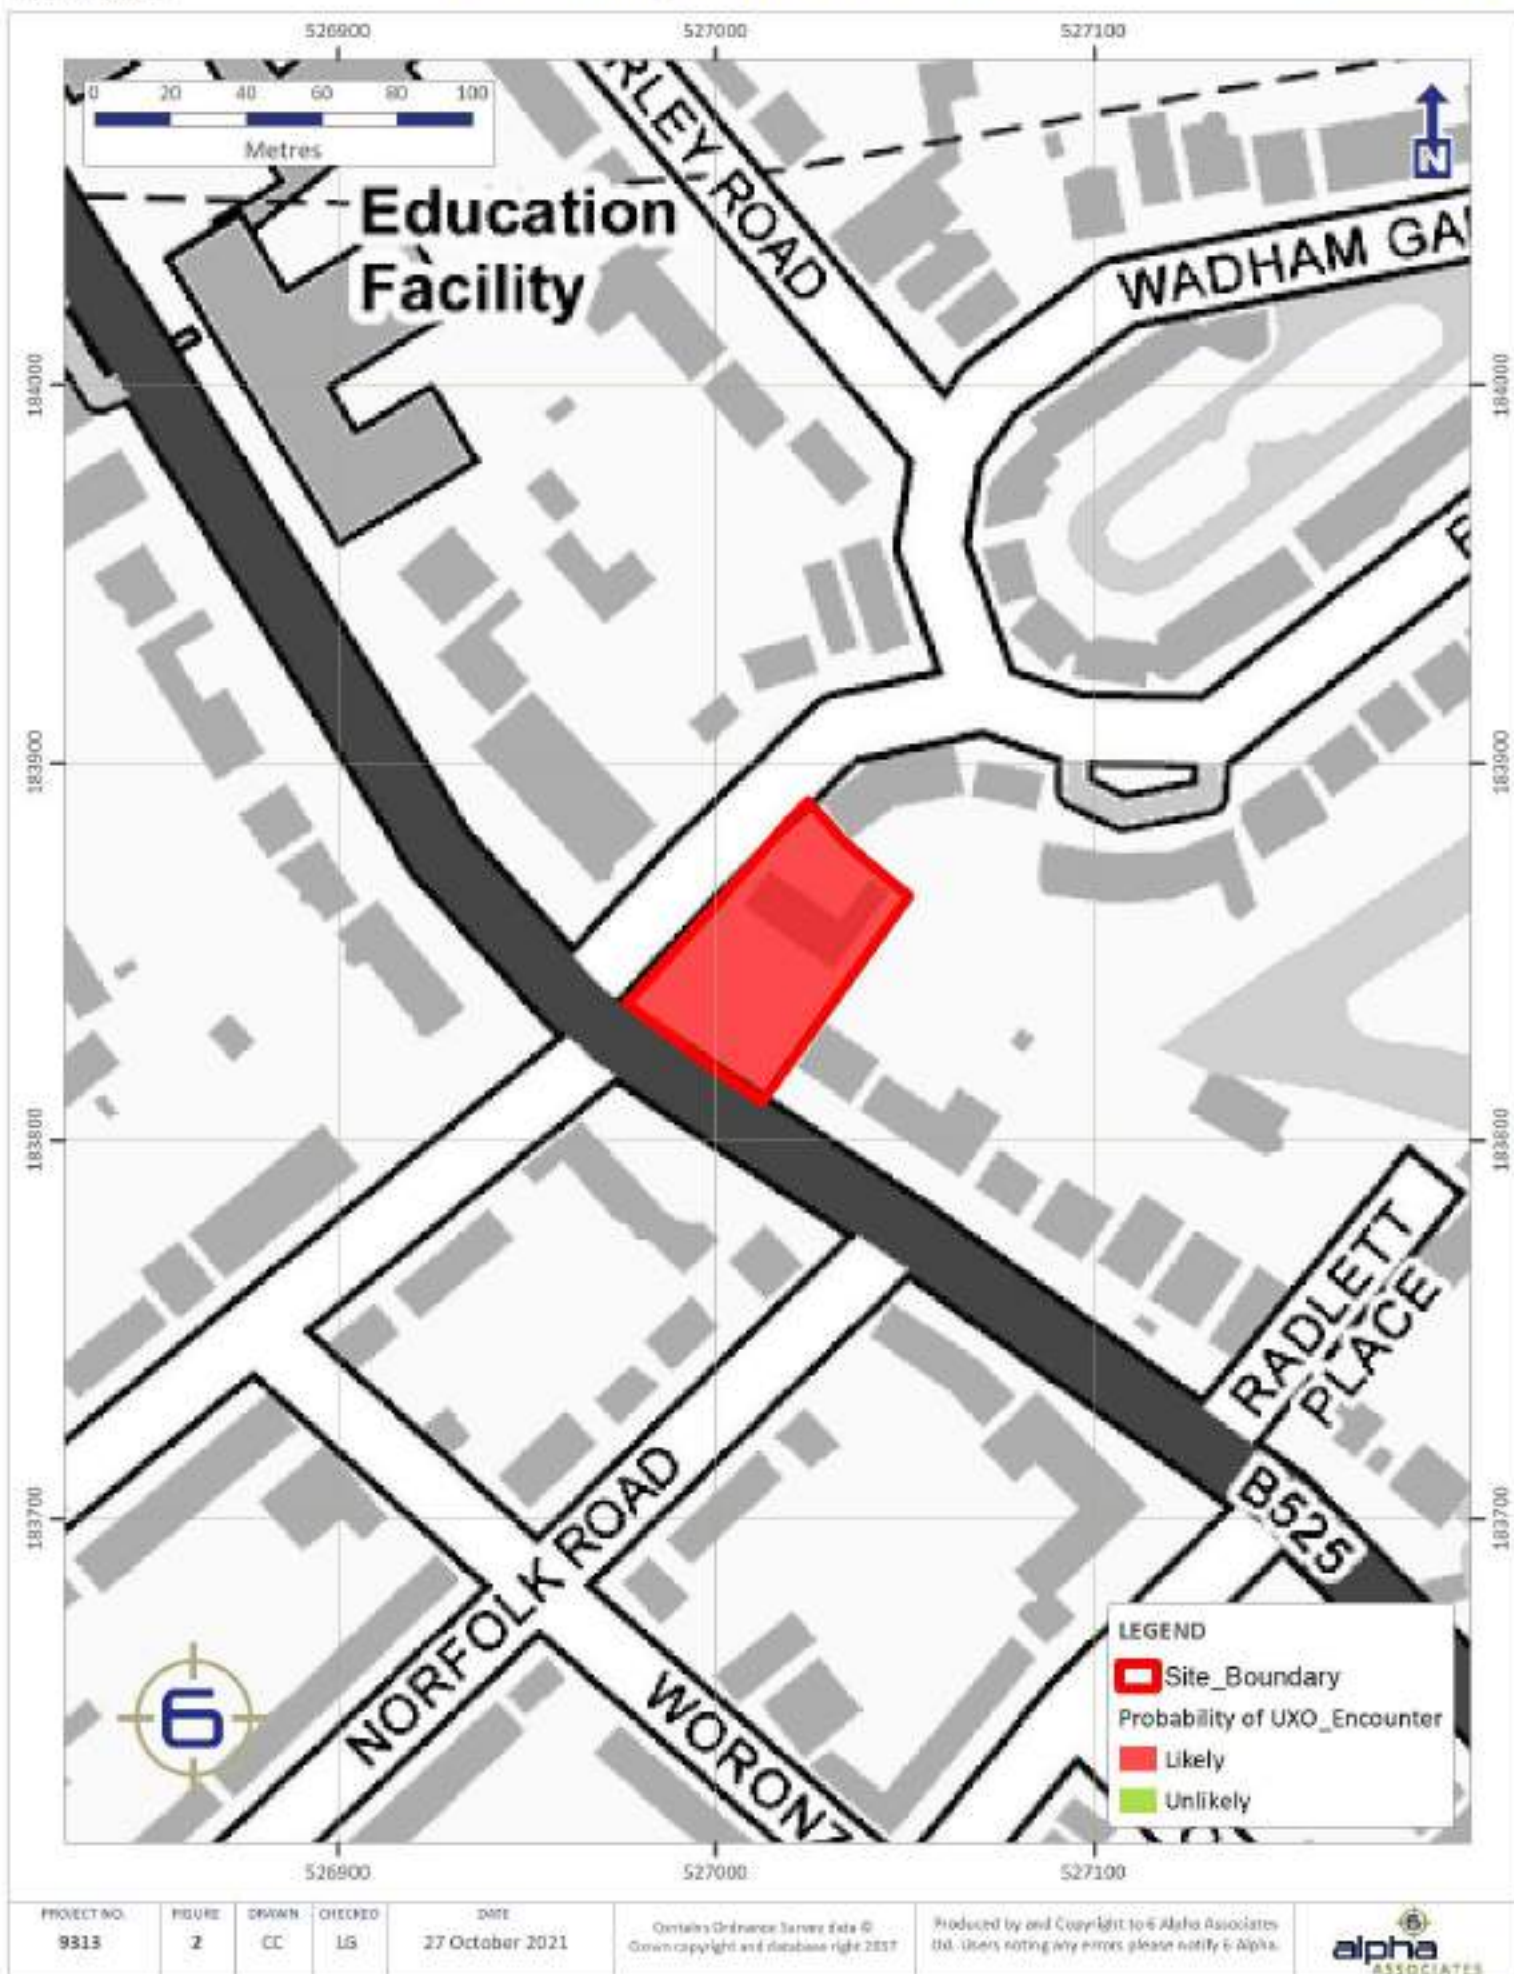 526900 527000 527100
0 20 40 60 80 100
Metres
N
RLEY ROAD
Education
Facility
WADHAM GA
184000 184000
183900 183900
183800 183800
RADLETT
PLACE
183700 183700
B525
NORFOLK ROAD
WORONZ
6
LEGEND
Site_Boundary
Probability of UXO_Encounter
Likely
Unlikely
526900 527000 527100
PROJECT NO. FIGURE DRAWN CHECKED DATE
9313 2 CC LG 27 October 2021
Contains Ordnance Survey data ©
Crown copyright and database right 2017
Produced by and Copyright to 6 Alpha Associates
Ltd. Users noting any errors please notify 6 Alpha.
6
alpha
ASSOCIATES